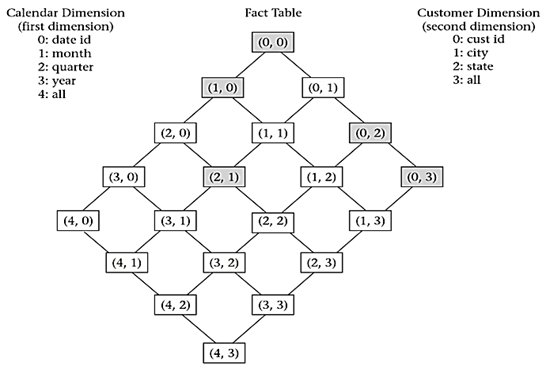 Calendar Dimension
(first dimension)
0: date id
1: month
2: quarter
3: year
4: all
Fact Table
Customer Dimension
(second dimension)
0: cust id
1: city
2: state
3: all
(0, 0)
(1, 0) (0, 1)
(2, 0) (1, 1) (0, 2)
(3, 0) (2, 1) (1, 2) (0, 3)
(4, 0) (3, 1) (2, 2) (1, 3)
(4, 1) (3, 2) (2, 3)
(4, 2) (3, 3)
(4, 3)